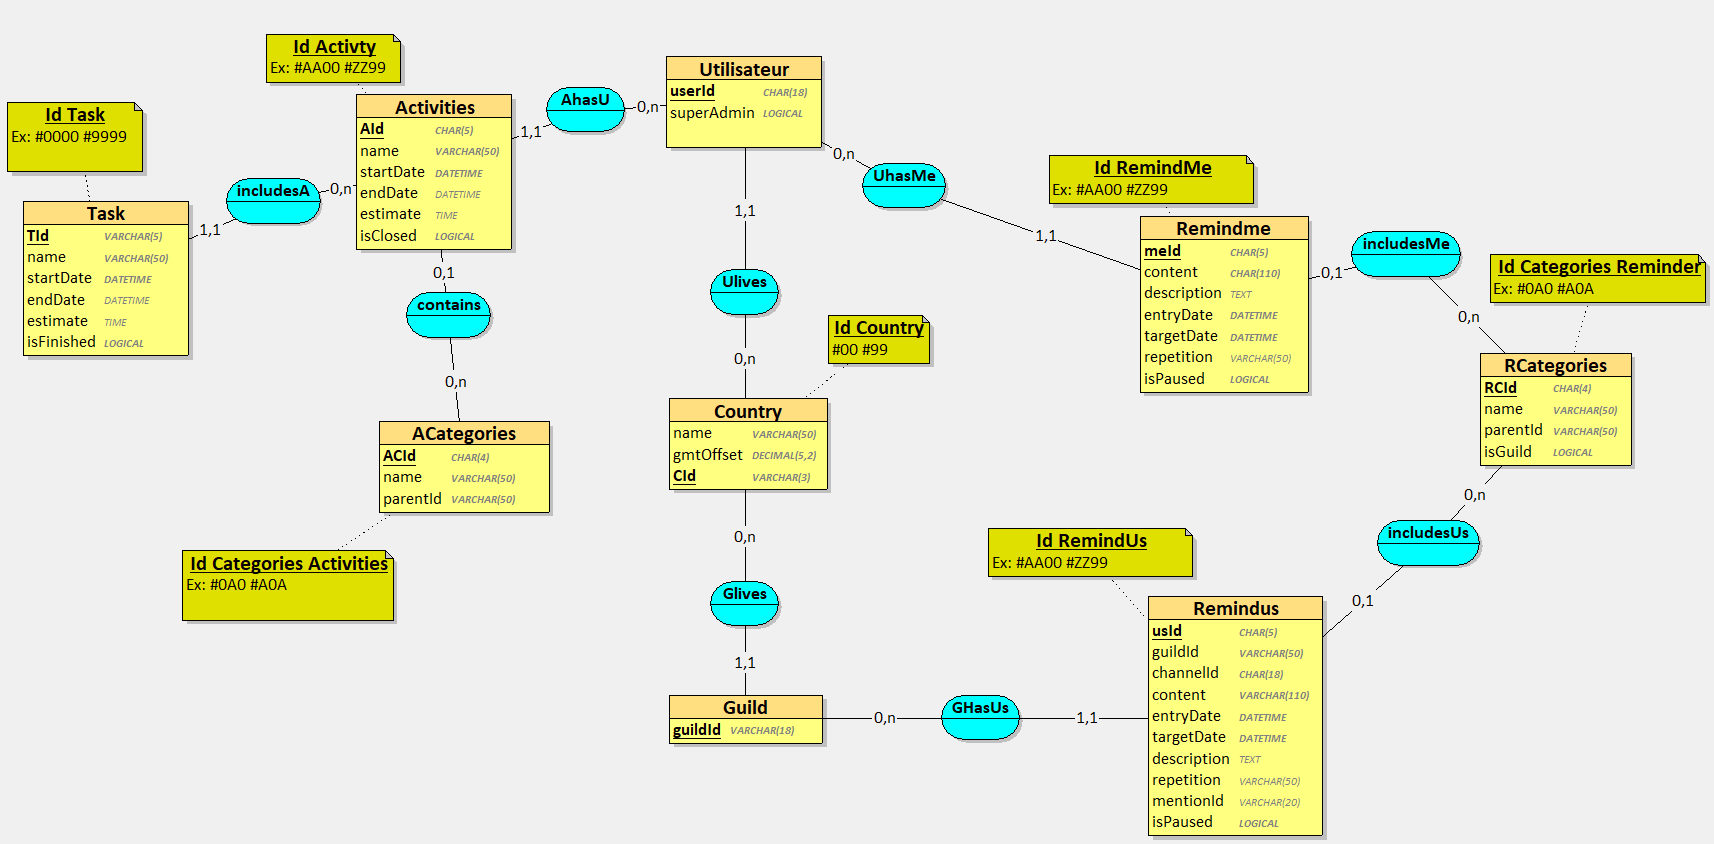 Id Activty
Ex: #AA00 #ZZ99
Id Task
Ex: #0000 #9999
Activities
AId CHAR(5)
name VARCHAR(50)
startDate DATETIME
endDate DATETIME
estimate TIME
isClosed LOGICAL
AhasU
1,1
0,n
Utilisateur
userId CHAR(18)
superAdmin LOGICAL
includesA
0,n
1,1
Task
TId VARCHAR(5)
name VARCHAR(50)
startDate DATETIME
endDate DATETIME
estimate TIME
isFinished LOGICAL
0,1
contains
0,n
ACategories
ACId CHAR(4)
name VARCHAR(50)
parentId VARCHAR(50)
Id Categories Activities
Ex: #0A0 #A0A
0,n
UhasMe
1,1
Id RemindMe
Ex: #AA00 #ZZ99
Remindme
meId CHAR(5)
content CHAR(110)
description TEXT
entryDate DATETIME
targetDate DATETIME
repetition VARCHAR(50)
isPaused LOGICAL
includesMe
0,1
0,n
Id Categories Reminder
Ex: #0A0 #A0A
RCategories
RCId CHAR(4)
name VARCHAR(50)
parentId VARCHAR(50)
isGuild LOGICAL
1,1
Ulives
0,n
Id Country
#00 #99
Country
name VARCHAR(50)
gmtOffset DECIMAL(5,2)
CId VARCHAR(3)
0,n
Glives
1,1
Guild
guildId VARCHAR(18)
0,n
GHasUs
1,1
0,n
includesUs
0,1
Id RemindUs
Ex: #AA00 #ZZ99
Remindus
usId CHAR(5)
guildId VARCHAR(50)
channelId CHAR(18)
content VARCHAR(110)
entryDate DATETIME
targetDate DATETIME
description TEXT
repetition VARCHAR(50)
mentionId VARCHAR(20)
isPaused LOGICAL